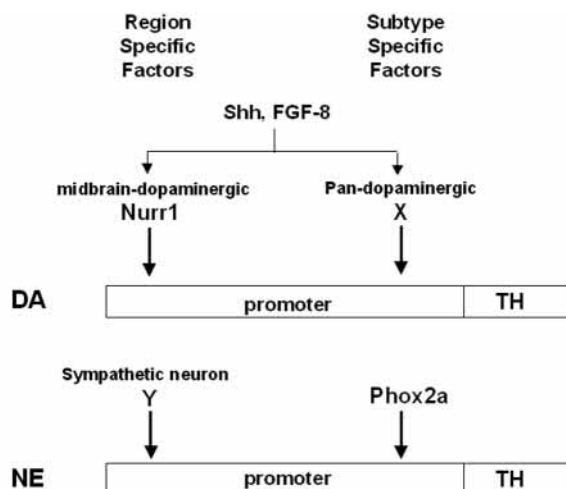 Region
Specific
Factors
Subtype
Specific
Factors
Shh, FGF-8
midbrain-dopaminergic
Nurr1
Pan-dopaminergic
X
DA
promoter
TH
Sympathetic neuron
Y
Phox2a
NE
promoter
TH